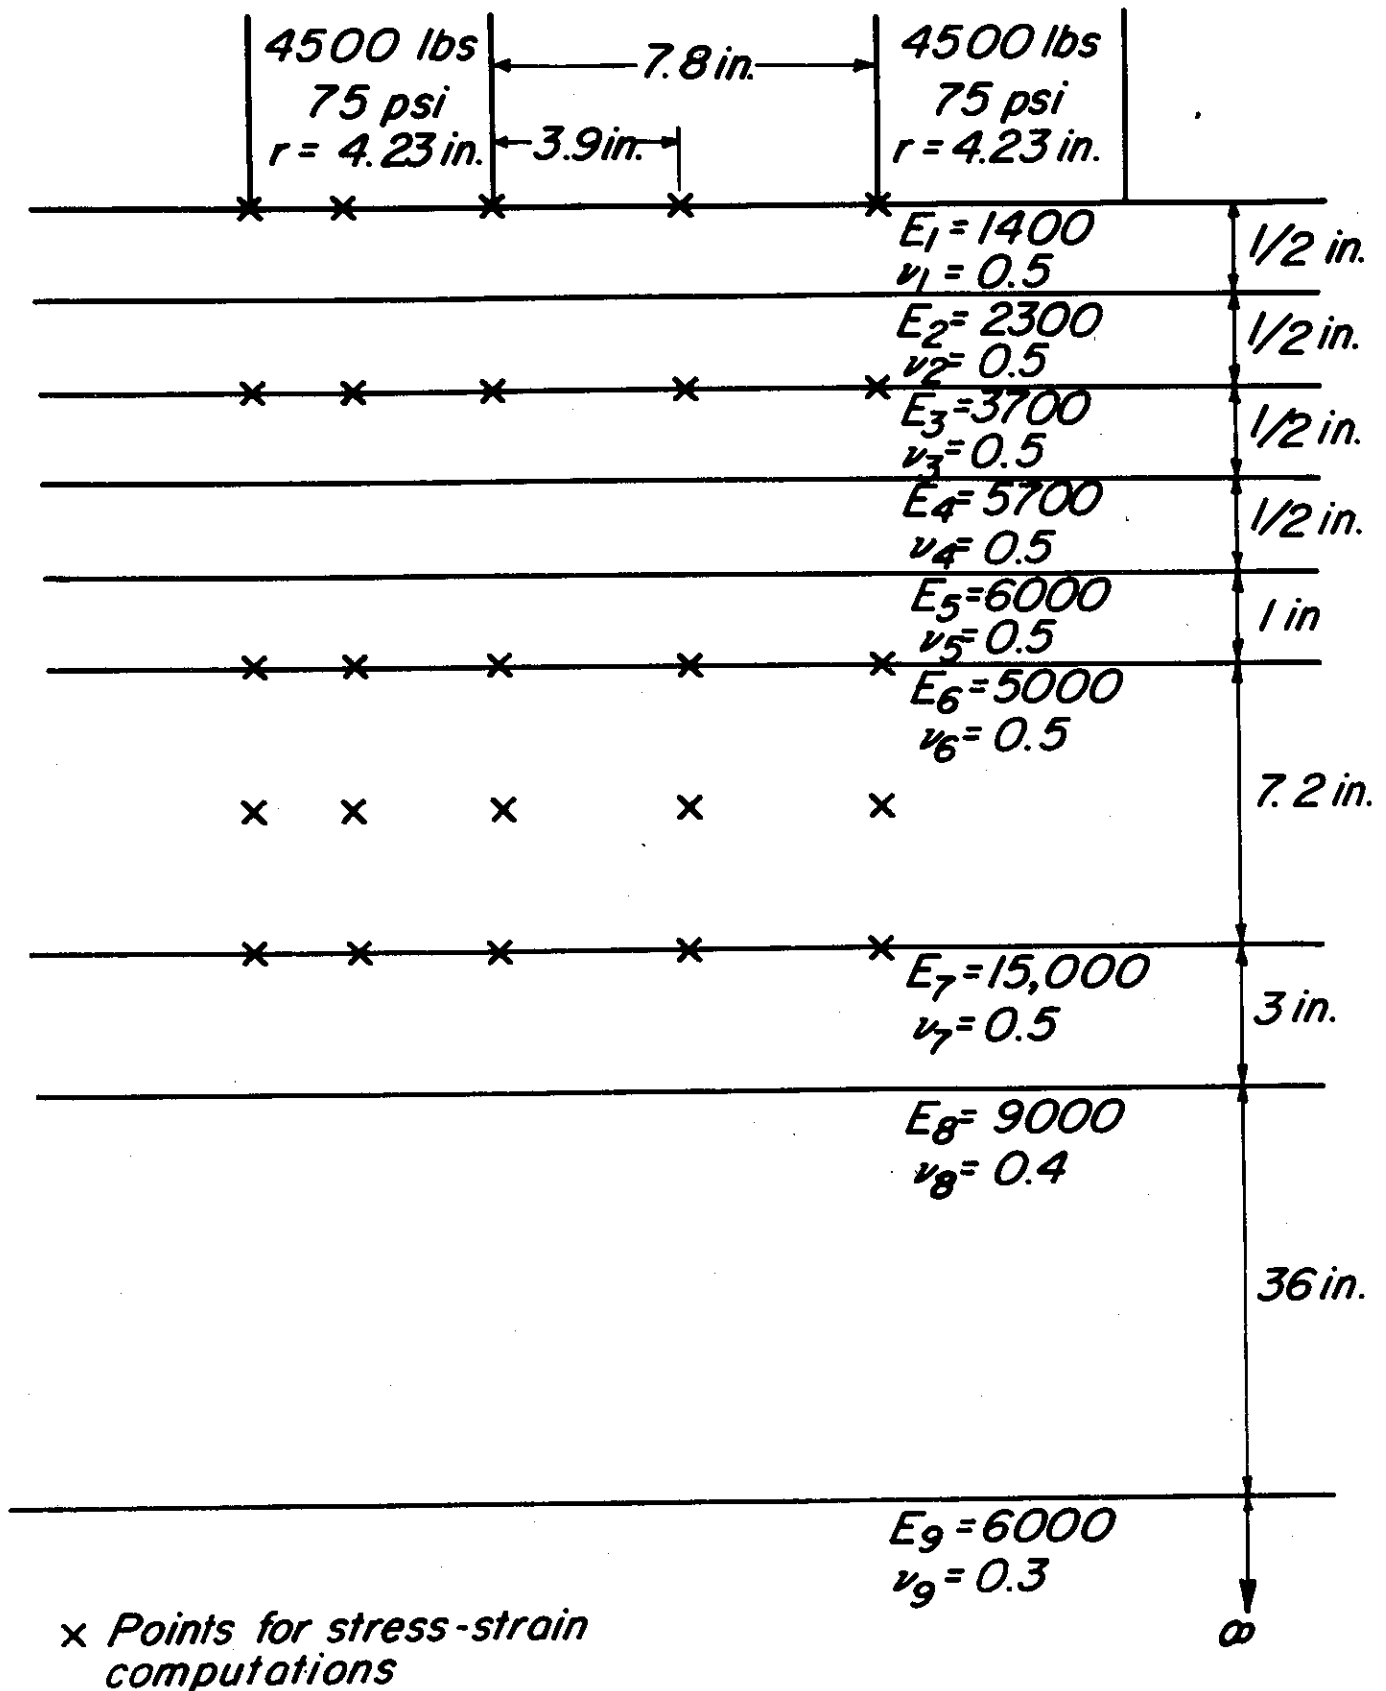 4500 lbs
75 psi
r = 4.23 in.
7.8 in.
3.9 in.
4500 lbs
75 psi
r = 4.23 in.
E1 = 1400
ν1 = 0.5
1/2 in.
E2 = 2300
ν2 = 0.5
1/2 in.
E3 = 3700
ν3 = 0.5
1/2 in.
E4 = 5700
ν4 = 0.5
1/2 in.
E5 = 6000
ν5 = 0.5
1 in
E6 = 5000
ν6 = 0.5
7.2 in.
E7 = 15,000
ν7 = 0.5
3 in.
E8 = 9000
ν8 = 0.4
36 in.
E9 = 6000
ν9 = 0.3
∞
× Points for stress-strain
computations